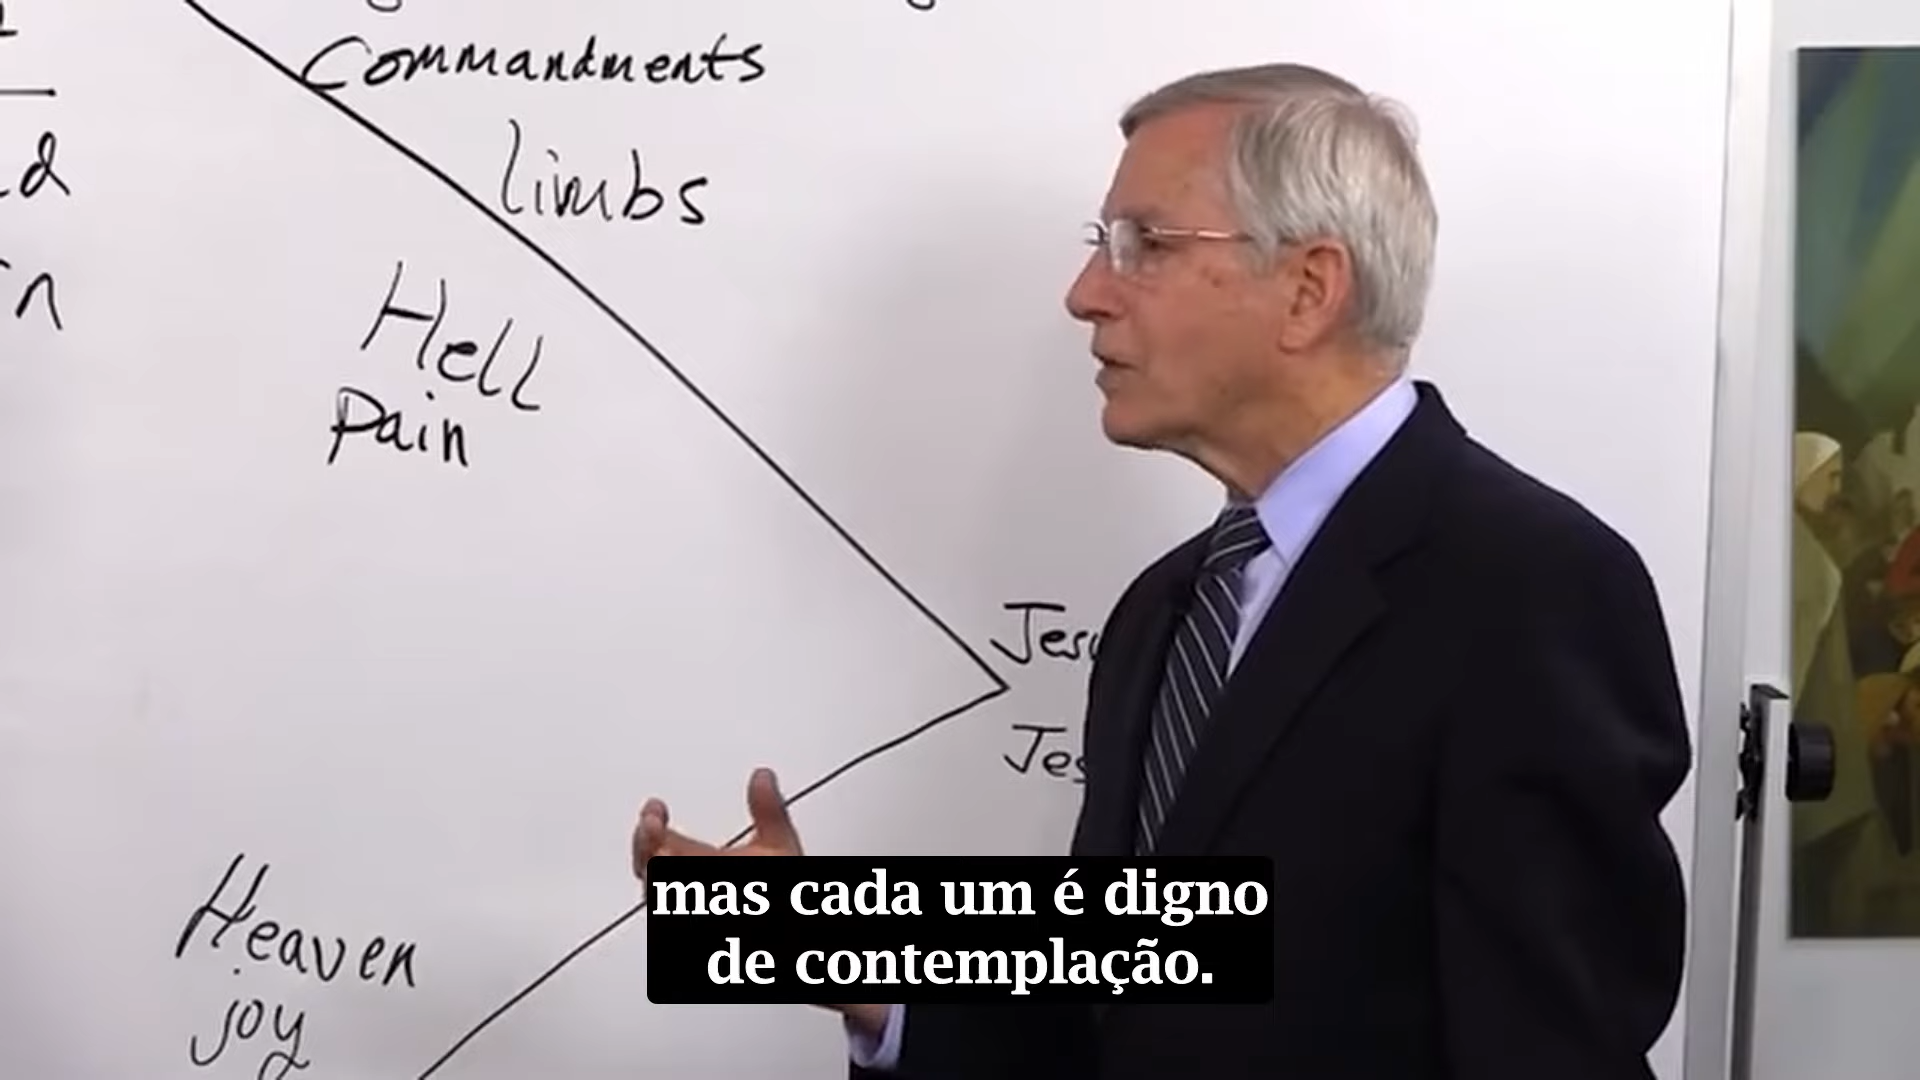 Commandments
limbs
Hell
pain
Heaven
joy
mas cada um é digno
de contemplação.